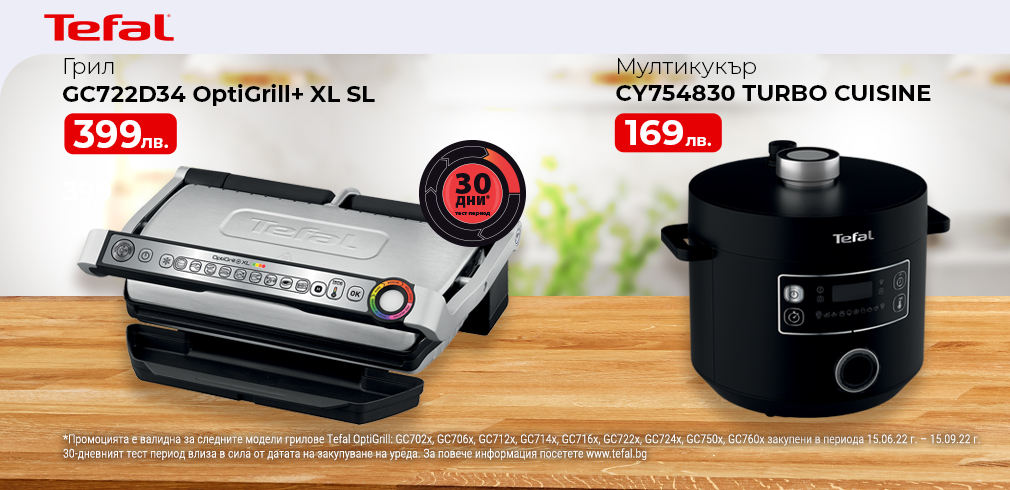 Tefal
Грил
GC722D34 OptiGrill+ XL SL
399лв.
Мултикукър
CY754830 TURBO CUISINE
169лв.
30
ДНИ*
тест период
Tefal
OptiGrill+ XL
OK
Tefal
*Промоцията е валидна за следните модели грилове Tefal OptiGrill: GC702x, GC706x, GC712x, GC714x, GC716x, GC722x, GC724x, GC750x, GC760x закупени в периода 15.06.22 г. – 15.09.22 г.
30-дневният тест период влиза в сила от датата на закупуване на уреда. За повече информация посетете www.tefal.bg